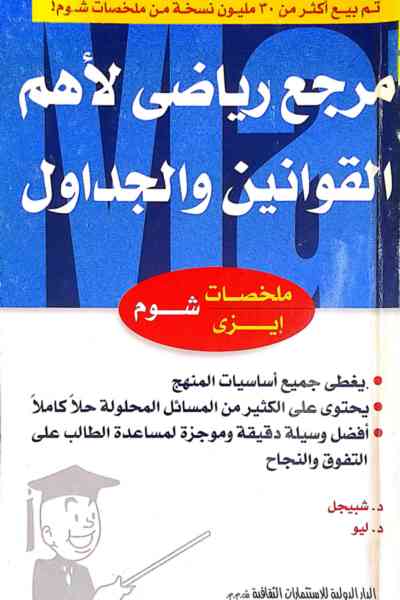 تم بيع أكثر من ٣٠ مليون نسخة من ملخصات شوم!
مرجع رياضى لأهم
القوانين والجداول
ملخصات شوم
إيزى
• يغطى جميع أساسيات المنهج
• يحتوى على الكثير من المسائل المحلولة حلاً كاملاً
• أفضل وسيلة دقيقة وموجزة لمساعدة الطالب على
التفوق والنجاح
د. شبيجل
د. ليو
الدار الدولية للاستثمارات الثقافية ش.م.م.